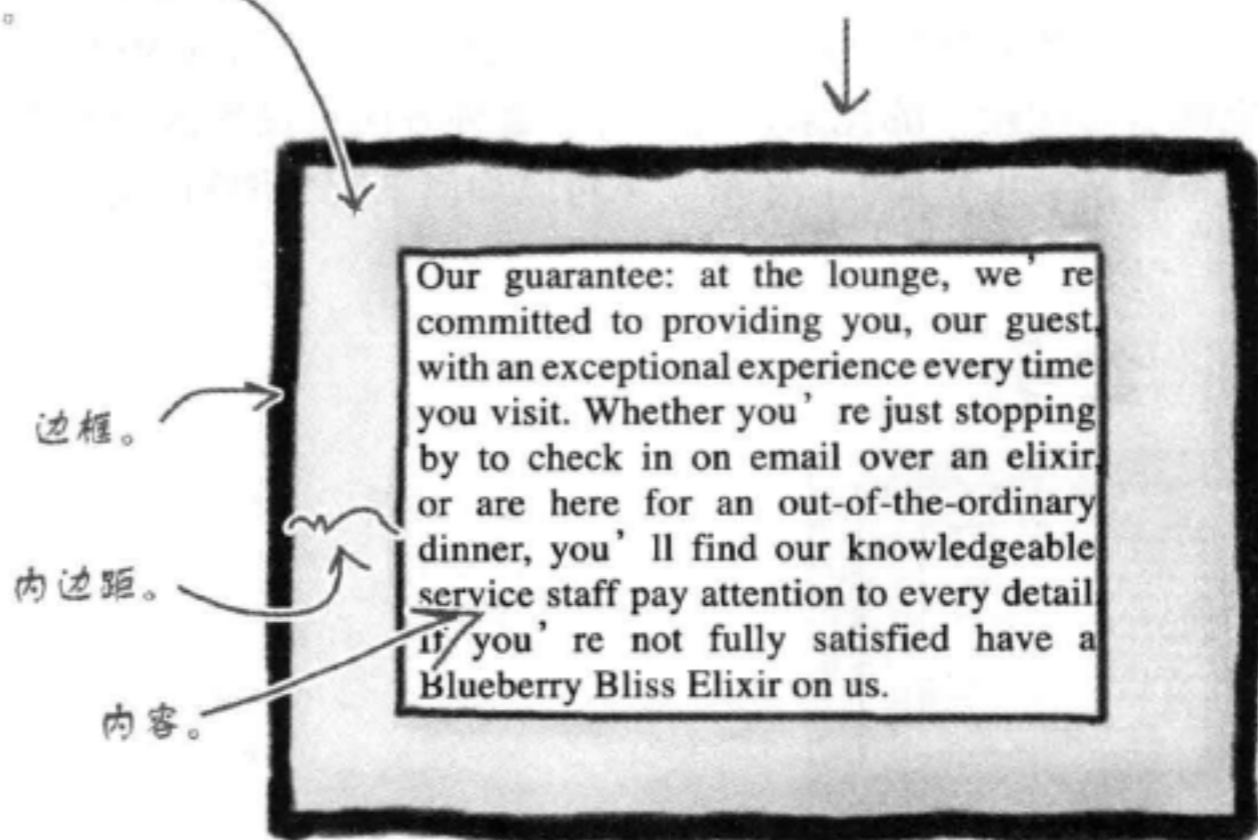 。
Our guarantee: at the lounge, we’ re
committed to providing you, our guest,
with an exceptional experience every time
you visit. Whether you’ re just stopping
by to check in on email over an elixir,
or are here for an out-of-the-ordinary
dinner, you’ ll find our knowledgeable
service staff pay attention to every detail.
If you’ re not fully satisfied have a
Blueberry Bliss Elixir on us.
边框。
内边距。
内容。